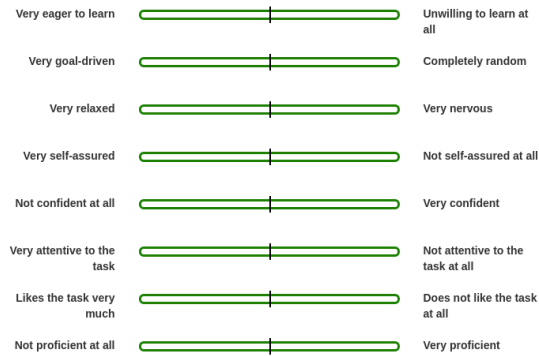 Very eager to learn
Unwilling to learn at
all
Very goal-driven
Completely random
Very relaxed
Very nervous
Very self-assured
Not self-assured at all
Not confident at all
Very confident
Very attentive to the
task
Not attentive to the
task at all
Likes the task very
much
Does not like the task
at all
Not proficient at all
Very proficient